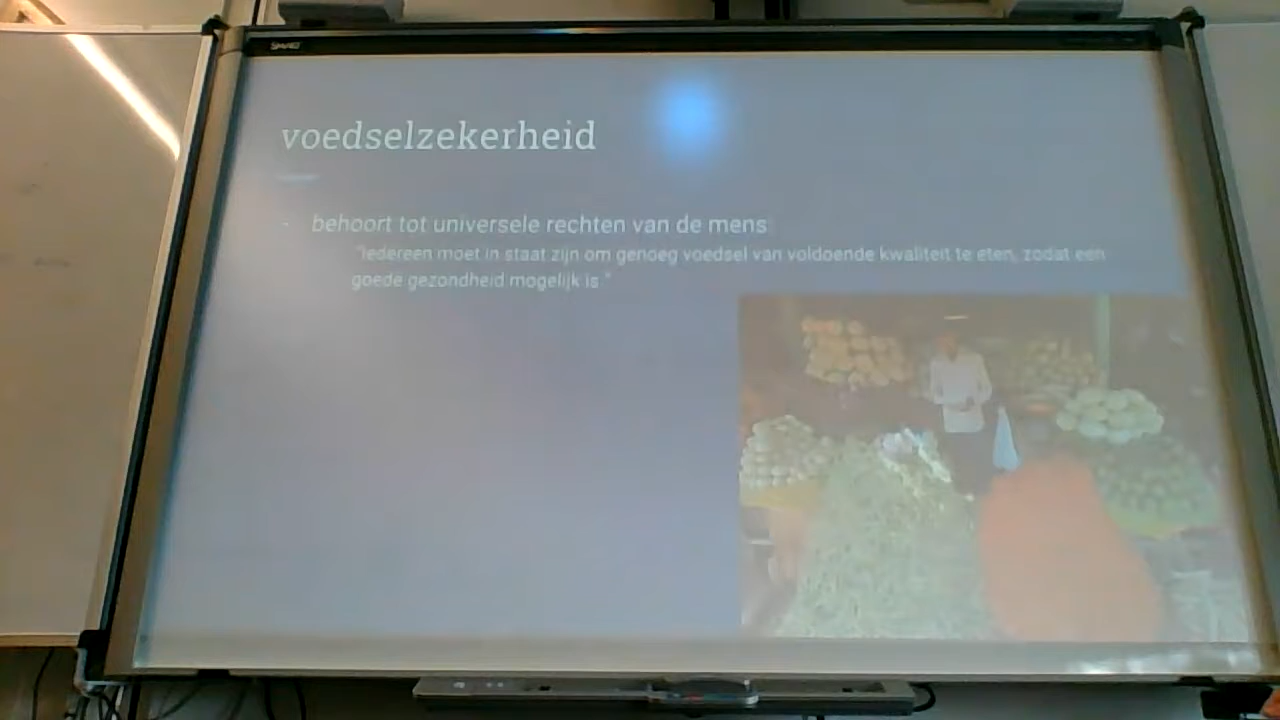 SMART
voedselzekerheid
- behoort tot universele rechten van de mens
"Iedereen moet in staat zijn om genoeg voedsel van voldoende kwaliteit te eten, zodat een
goede gezondheid mogelijk is."